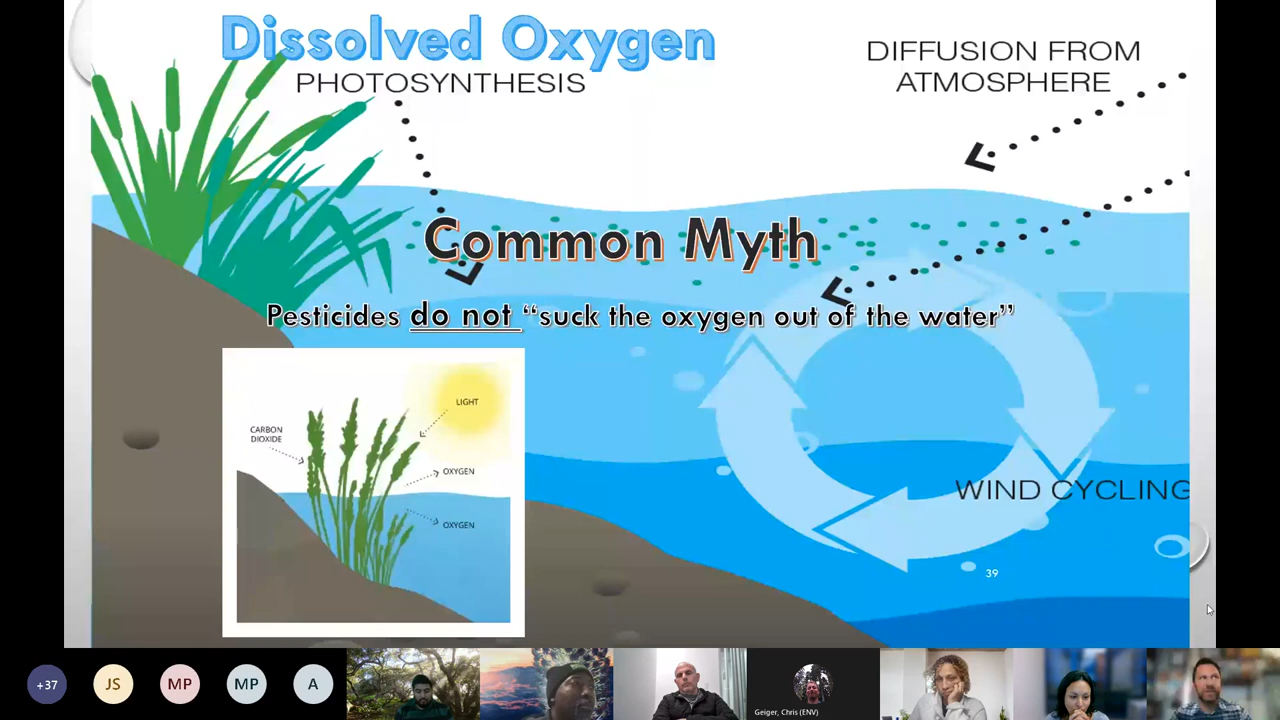 Dissolved Oxygen
PHOTOSYNTHESIS
DIFFUSION FROM
ATMOSPHERE
Common Myth
Pesticides do not “suck the oxygen out of the water”
LIGHT
CARBON
DIOXIDE
OXYGEN
OXYGEN
WIND CYCLING
39
+37
JS
MP
MP
A
Geiger, Chris (ENV)